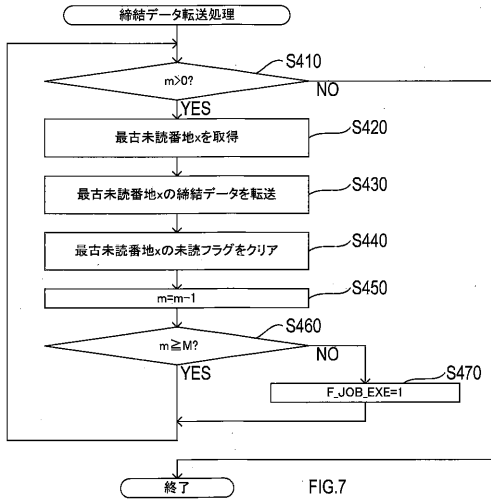 締結データ転送処理
S410
m>0?
NO
YES
S420
最古未読番地xを取得
S430
最古未読番地xの締結データを転送
S440
最古未読番地xの未読フラグをクリア
S450
m=m-1
S460
m≧M?
NO
YES
S470
F_JOB_EXE=1
終了
FIG.7